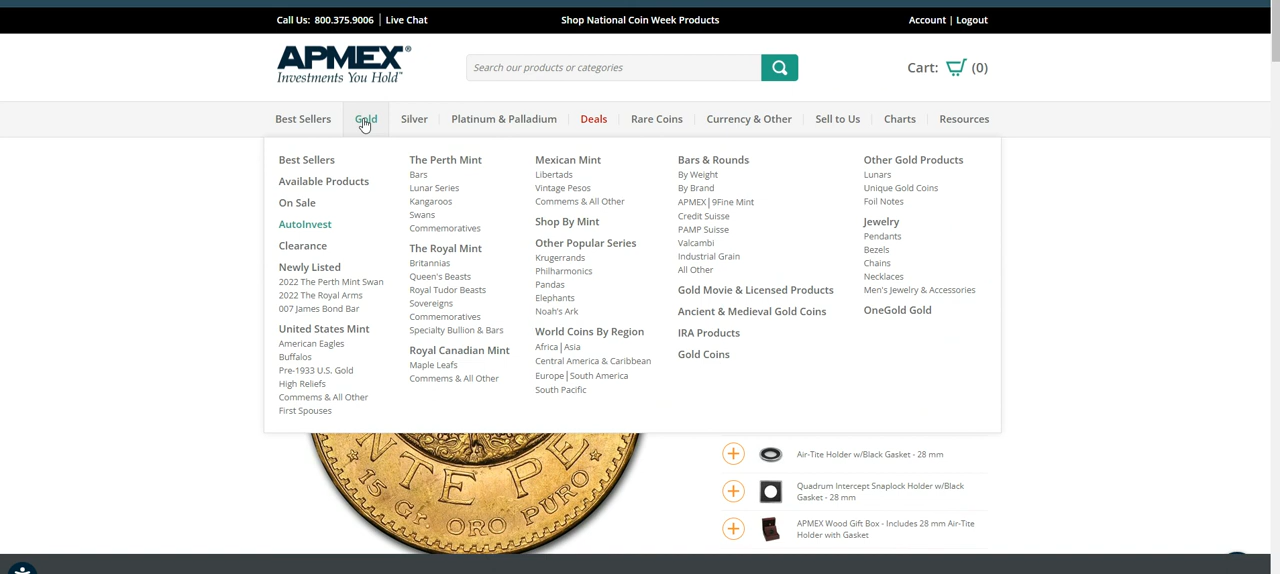 Call Us: 800.375.9006 | Live Chat
Shop National Coin Week Products
Account | Logout
APMEX®
Investments You Hold™
Search our products or categories
Cart: (0)
Best Sellers
Gold
Silver
Platinum & Palladium
Deals
Rare Coins
Currency & Other
Sell to Us
Charts
Resources
Best Sellers
Available Products
On Sale
AutoInvest
Clearance
Newly Listed
2022 The Perth Mint Swan
2022 The Royal Arms
007 James Bond Bar
United States Mint
American Eagles
Buffalos
Pre-1933 U.S. Gold
High Reliefs
Commems & All Other
First Spouses
The Perth Mint
Bars
Lunar Series
Kangaroos
Swans
Commemoratives
The Royal Mint
Britannias
Queen's Beasts
Royal Tudor Beasts
Sovereigns
Commemoratives
Specialty Bullion & Bars
Royal Canadian Mint
Maple Leafs
Commems & All Other
Mexican Mint
Libertads
Vintage Pesos
Commems & All Other
Shop By Mint
Other Popular Series
Krugerrands
Philharmonics
Pandas
Elephants
Noah's Ark
World Coins By Region
Africa | Asia
Central America & Caribbean
Europe | South America
South Pacific
Bars & Rounds
By Weight
By Brand
APMEX | 9Fine Mint
Credit Suisse
PAMP Suisse
Valcambi
Industrial Grain
All Other
Gold Movie & Licensed Products
Ancient & Medieval Gold Coins
IRA Products
Gold Coins
Other Gold Products
Lunars
Unique Gold Coins
Foil Notes
Jewelry
Pendants
Bezels
Chains
Necklaces
Men's Jewelry & Accessories
OneGold Gold
NTE PE
15 Gr. ORO PURO
Air-Tite Holder w/Black Gasket - 28 mm
Quadrum Intercept Snaplock Holder w/Black
Gasket - 28 mm
APMEX Wood Gift Box - Includes 28 mm Air-Tite
Holder with Gasket